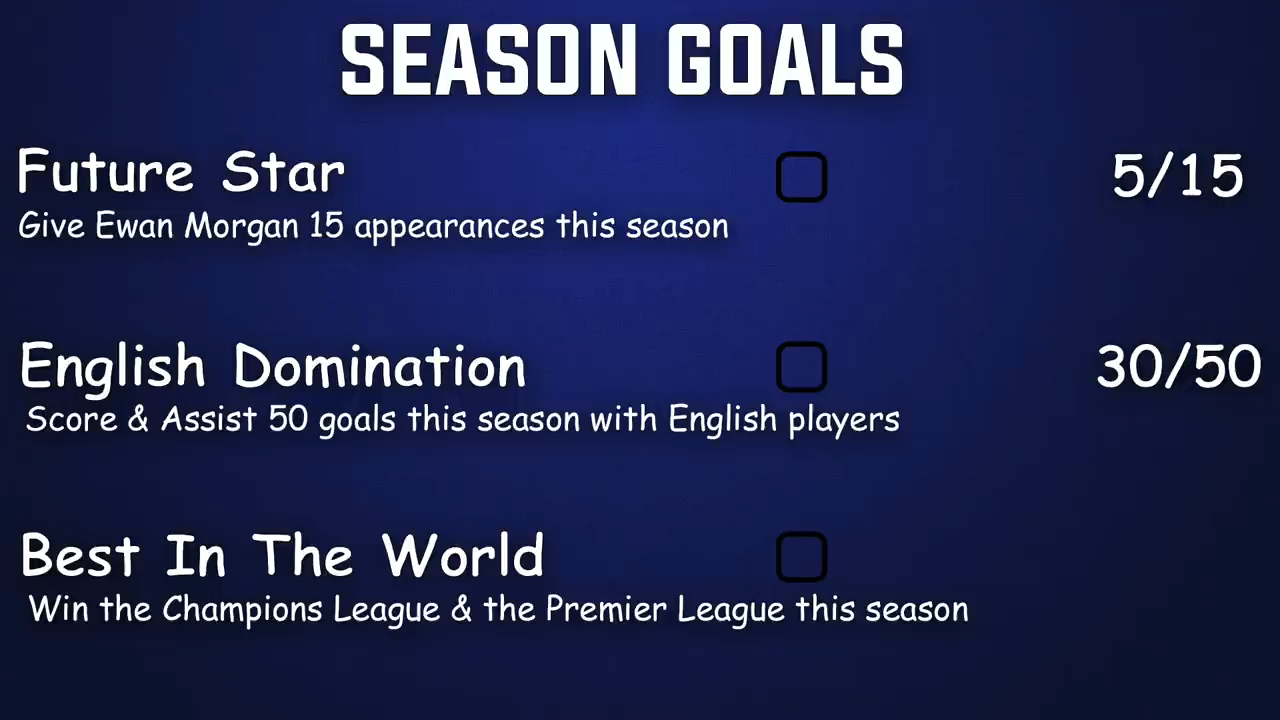 SEASON GOALS
Future Star 5/15
Give Ewan Morgan 15 appearances this season
English Domination 30/50
Score & Assist 50 goals this season with English players
Best In The World
Win the Champions League & the Premier League this season